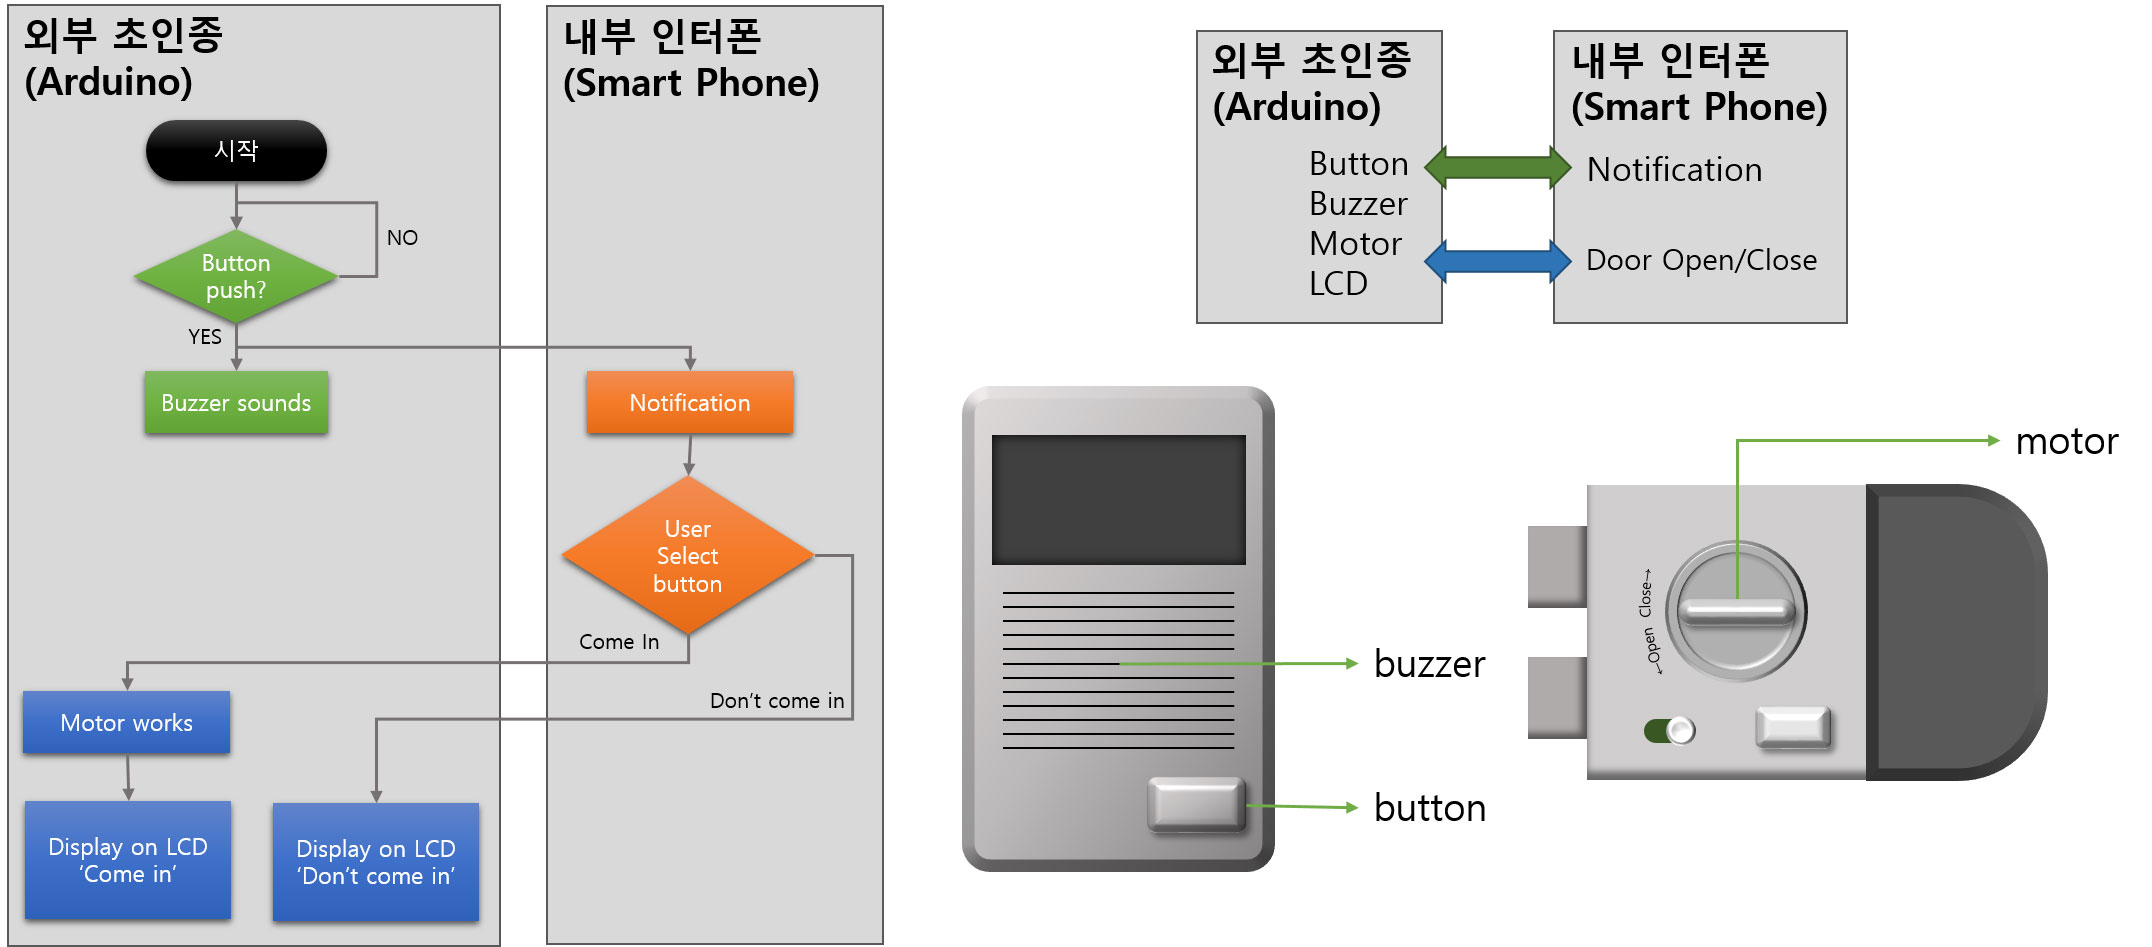 외부 초인종
(Arduino)
시작
NO
Button
push?
YES
Buzzer sounds
내부 인터폰
(Smart Phone)
Notification
User
Select
button
Come In
Don't come in
Motor works
Display on LCD
'Come in'
Display on LCD
'Don't come in'
외부 초인종
(Arduino)
Button
Buzzer
Motor
LCD
내부 인터폰
(Smart Phone)
Notification
Door Open/Close
buzzer
button
motor
←Open Close→